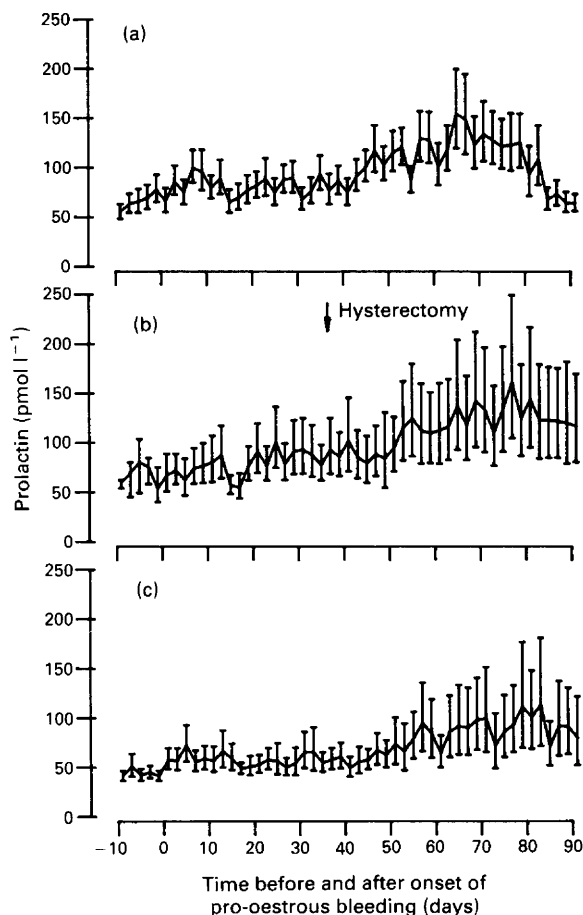 250
(a)
200
150
100
50
0
250
(b)
Hysterectomy
200
150
100
50
0
Prolactin (pmol l⁻¹)
250
(c)
200
150
100
50
0
−10 0 10 20 30 40 50 60 70 80 90
Time before and after onset of
pro-oestrous bleeding (days)